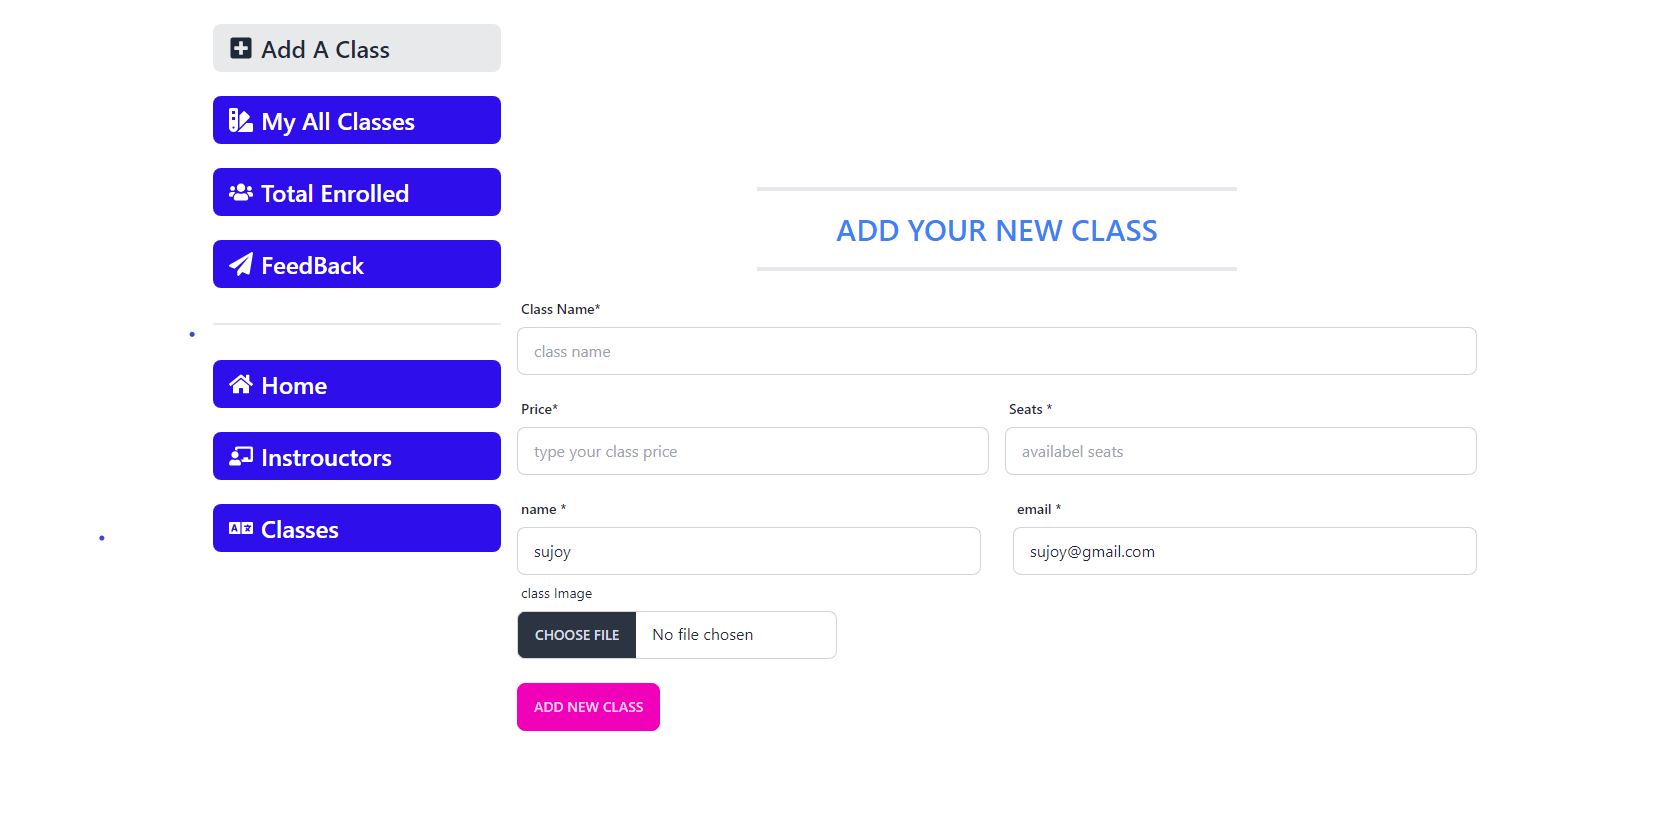 Add A Class
My All Classes
Total Enrolled
FeedBack
Home
Instrouctors
Classes
ADD YOUR NEW CLASS
Class Name*
class name
Price*
Seats *
type your class price
availabel seats
name *
email *
sujoy
sujoy@gmail.com
class Image
CHOOSE FILE
No file chosen
ADD NEW CLASS